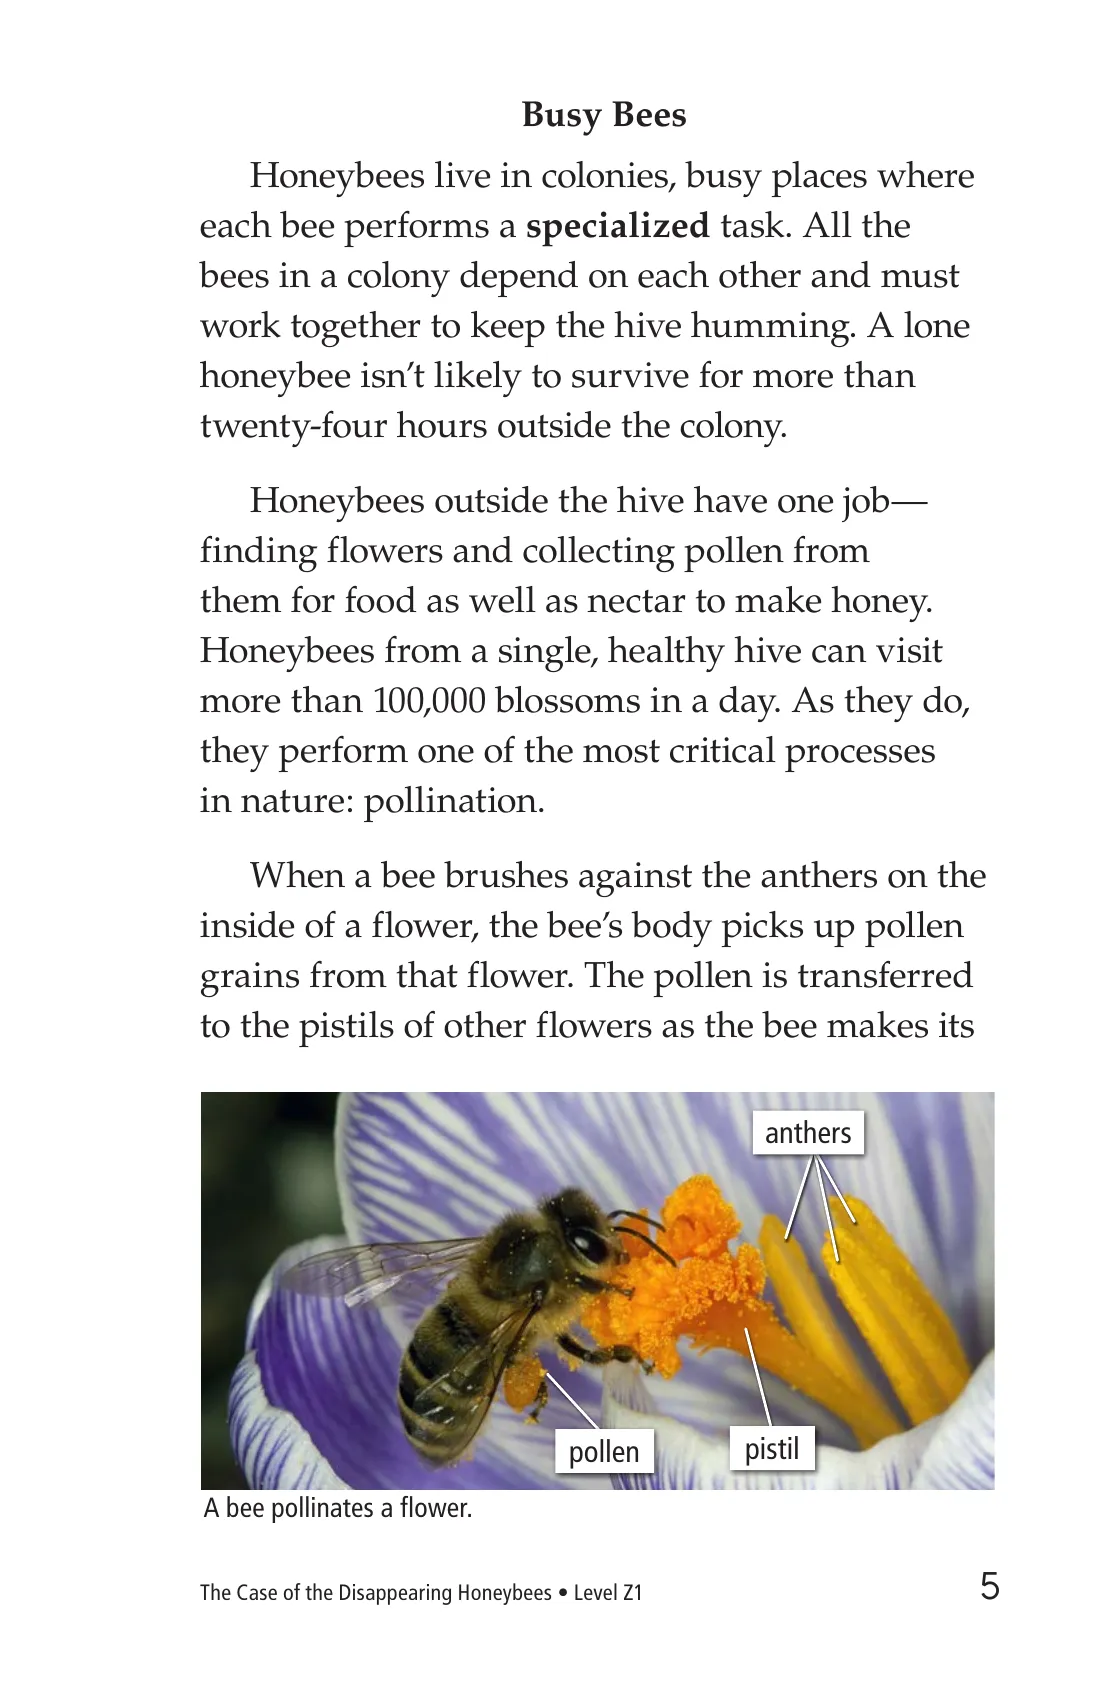 Busy Bees
Honeybees live in colonies, busy places where
each bee performs a specialized task. All the
bees in a colony depend on each other and must
work together to keep the hive humming. A lone
honeybee isn’t likely to survive for more than
twenty-four hours outside the colony.
Honeybees outside the hive have one job—
finding flowers and collecting pollen from
them for food as well as nectar to make honey.
Honeybees from a single, healthy hive can visit
more than 100,000 blossoms in a day. As they do,
they perform one of the most critical processes
in nature: pollination.
When a bee brushes against the anthers on the
inside of a flower, the bee’s body picks up pollen
grains from that flower. The pollen is transferred
to the pistils of other flowers as the bee makes its
anthers
pollen
pistil
A bee pollinates a flower.
The Case of the Disappearing Honeybees • Level Z1
5